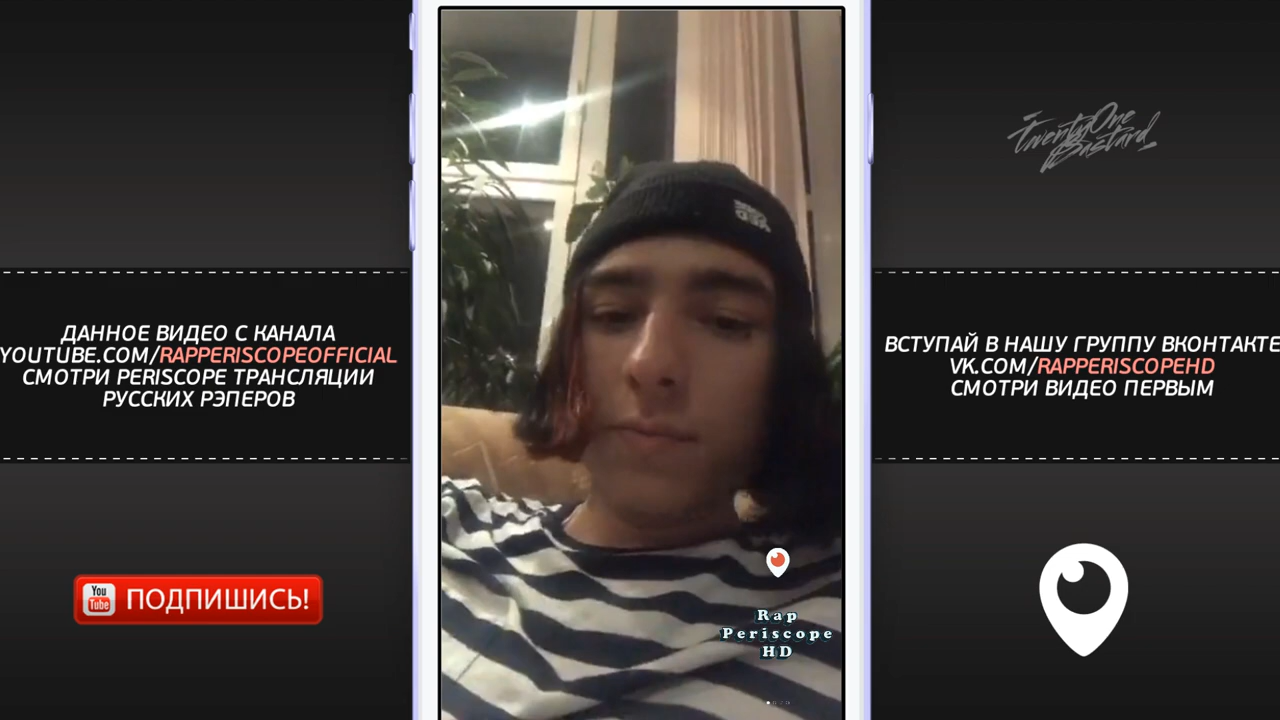 TwentyOne
Bastard
ДАННОЕ ВИДЕО С КАНАЛА
YOUTUBE.COM/RAPPERISCOPEOFFICIAL
СМОТРИ PERISCOPE ТРАНСЛЯЦИИ
РУССКИХ РЭПЕРОВ
ВСТУПАЙ В НАШУ ГРУППУ ВКОНТАКТЕ
VK.COM/RAPPERISCOPEHD
СМОТРИ ВИДЕО ПЕРВЫМ
You
Tube
ПОДПИШИСЬ!
Rap
Periscope
HD